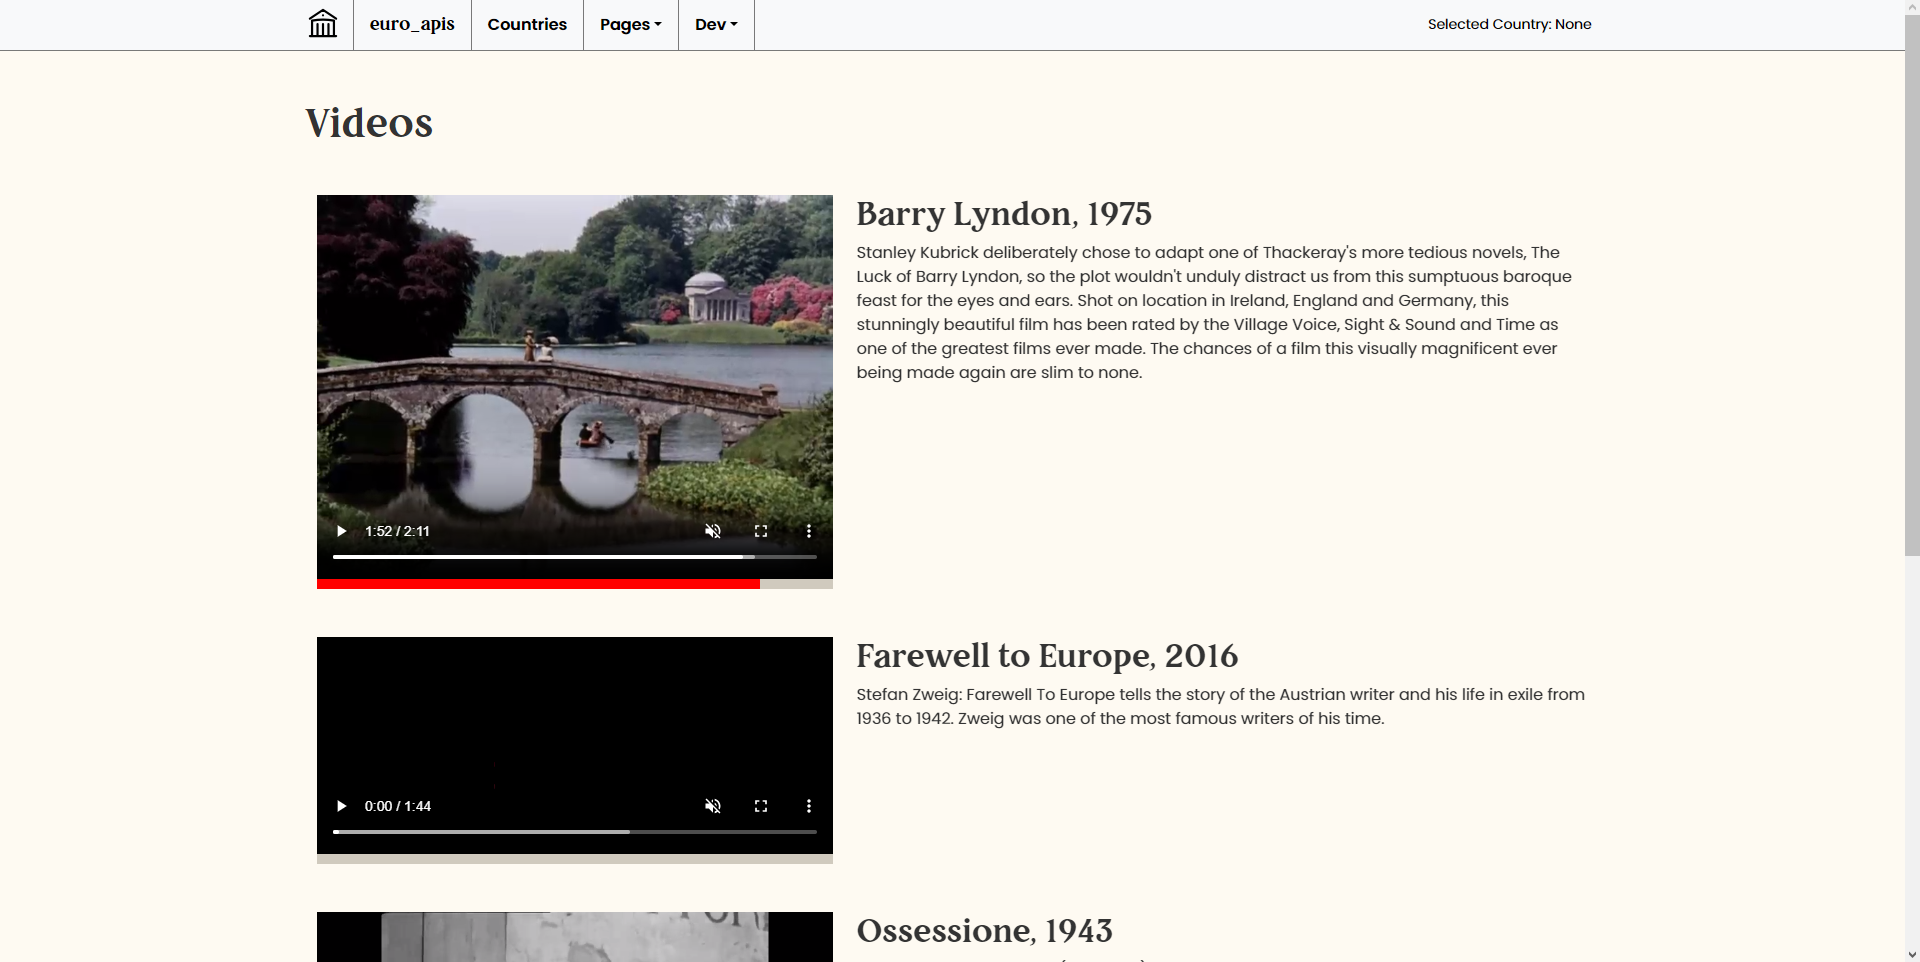 euro_apis
Countries
Pages
Dev
Selected Country: None
Videos
Barry Lyndon, 1975
Stanley Kubrick deliberately chose to adapt one of Thackeray's more tedious novels, The
Luck of Barry Lyndon, so the plot wouldn't unduly distract us from this sumptuous baroque
feast for the eyes and ears. Shot on location in Ireland, England and Germany, this
stunningly beautiful film has been rated by the Village Voice, Sight & Sound and Time as
one of the greatest films ever made. The chances of a film this visually magnificent ever
being made again are slim to none.
1:52 / 2:11
Farewell to Europe, 2016
Stefan Zweig: Farewell To Europe tells the story of the Austrian writer and his life in exile from
1936 to 1942. Zweig was one of the most famous writers of his time.
0:00 / 1:44
Ossessione, 1943